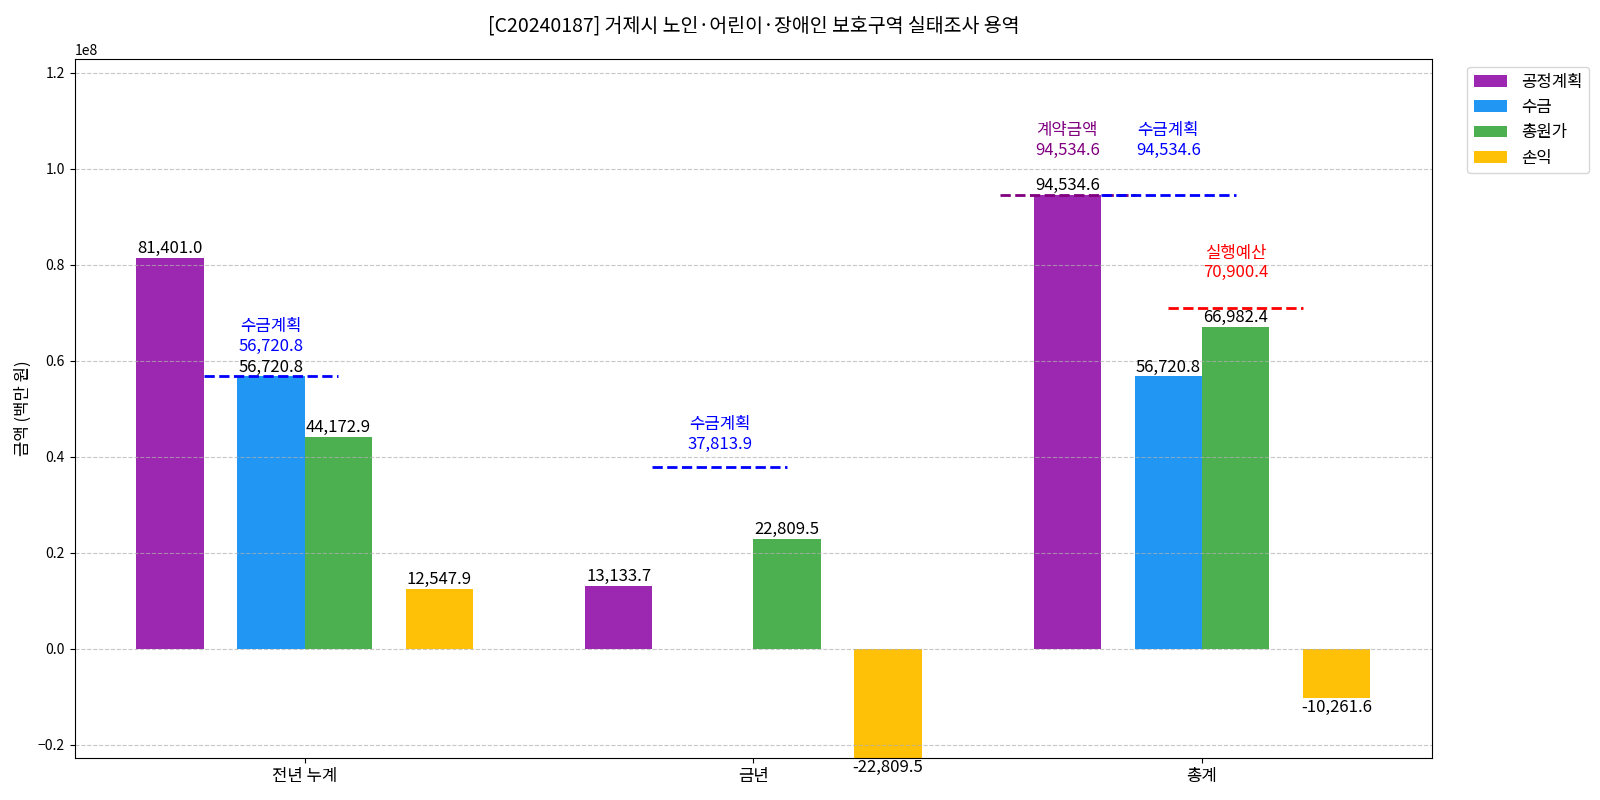 [C20240187] 거제시 노인·어린이·장애인 보호구역 실태조사 용역
1e8
1.2
1.0
0.8
0.6
0.4
0.2
0.0
−0.2
금액 (백만 원)
81,401.0
수금계획
56,720.8
56,720.8
44,172.9
12,547.9
13,133.7
수금계획
37,813.9
22,809.5
-22,809.5
계약금액
94,534.6
94,534.6
수금계획
94,534.6
56,720.8
실행예산
70,900.4
66,982.4
-10,261.6
전년 누계
금년
총계
공정계획
수금
총원가
손익